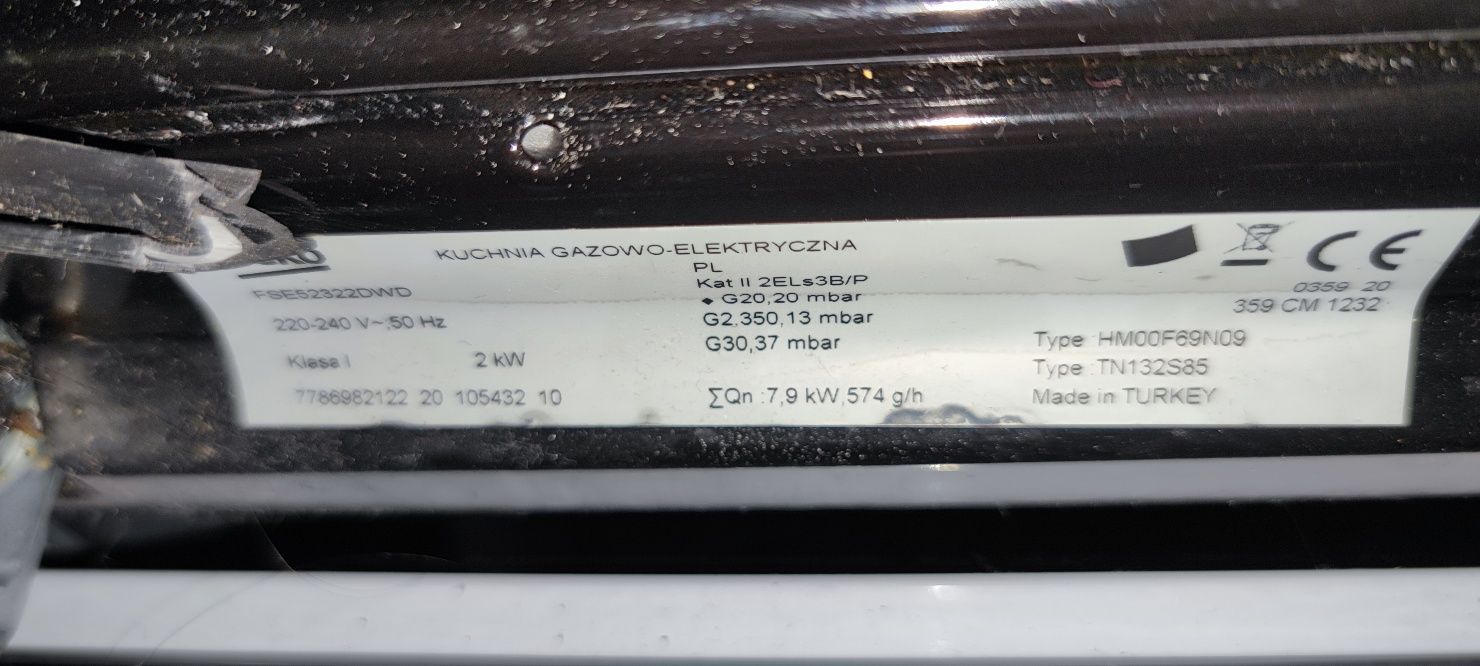 KUCHNIA GAZOWO-ELEKTRYCZNA
PL
Kat II 2ELs3B/P
FSE52322DWD
◆ G20,20 mbar
220-240 V~,50 Hz
G2.350,13 mbar
G30,37 mbar
Klasa I 2 kW
7786982122 20 105432 10
∑Qn :7,9 kW,574 g/h
CE
0359 20
359 CM 1232
Type :HM00F69N09
Type :TN132S85
Made in TURKEY